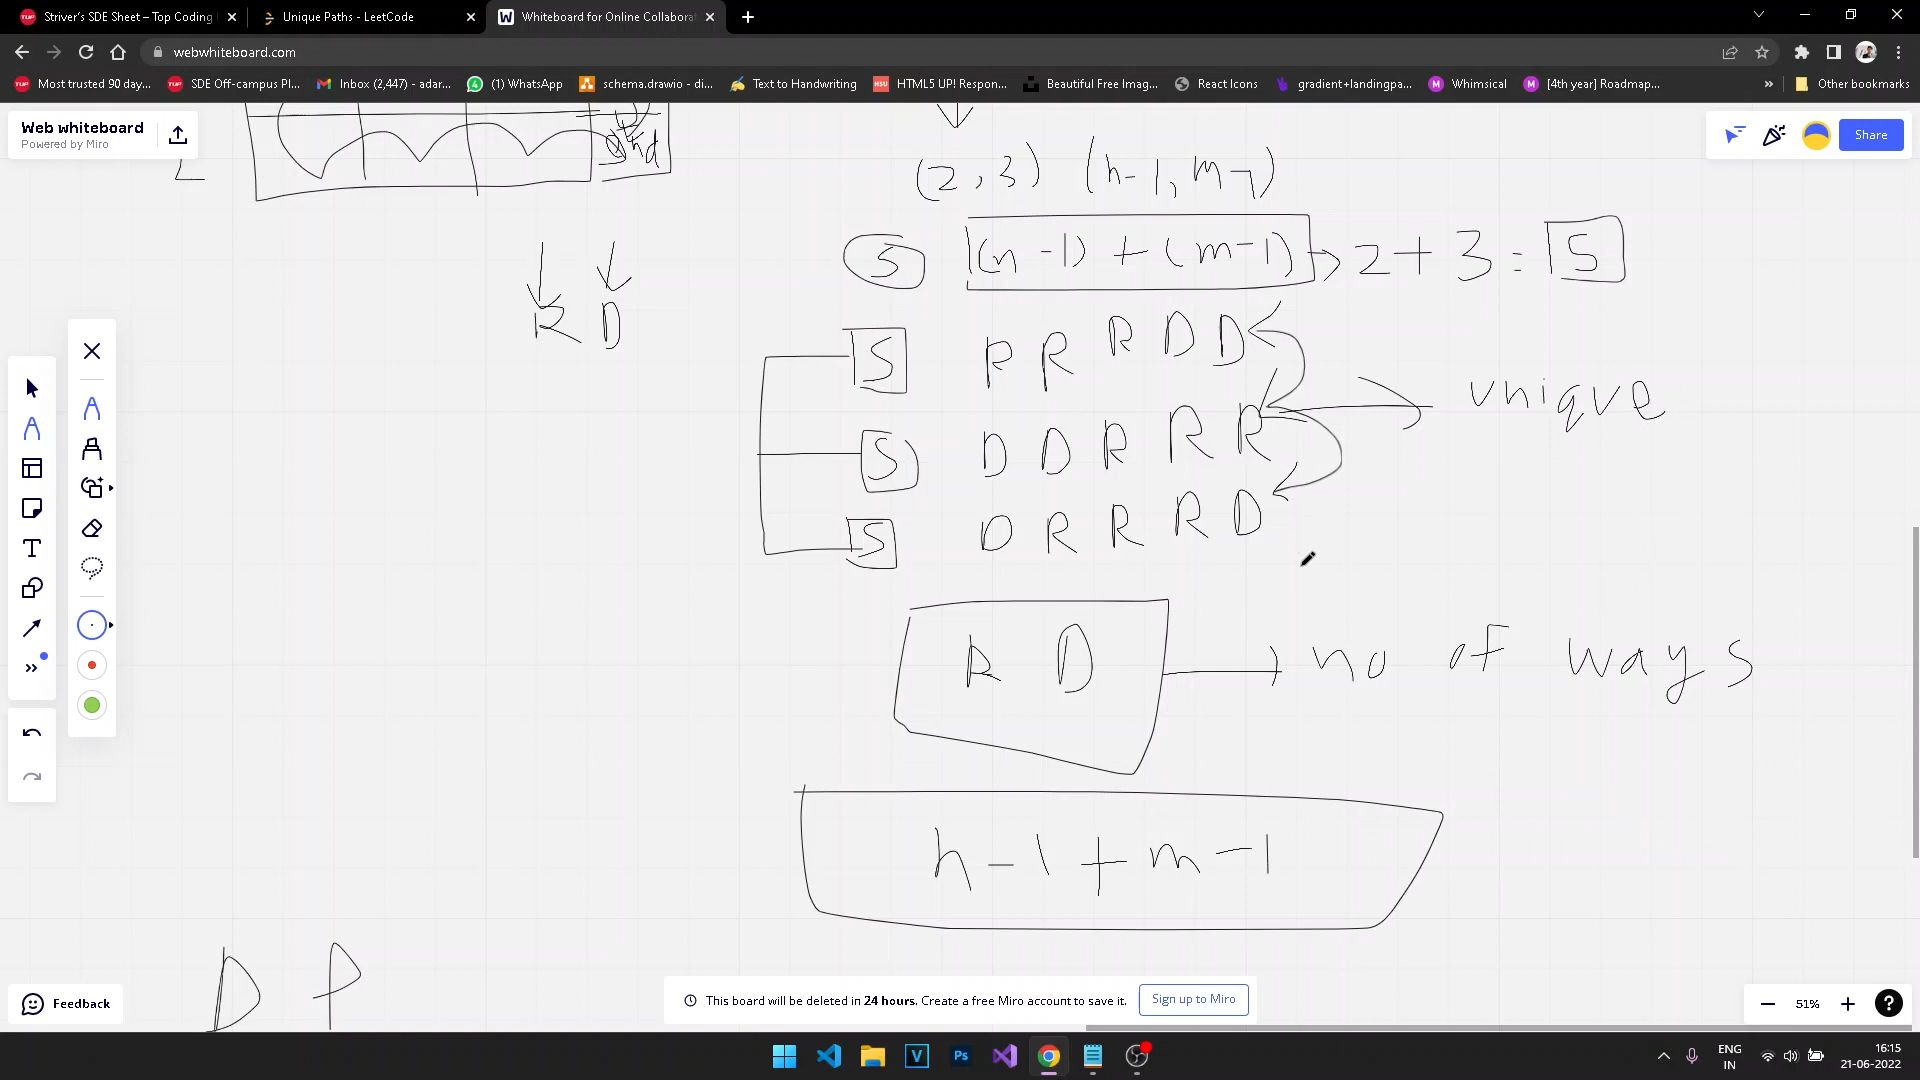 Striver's SDE Sheet – Top Coding
Unique Paths - LeetCode
Whiteboard for Online Collabora
webwhiteboard.com
Most trusted 90 day...
SDE Off-campus Pl...
Inbox (2,447) - adar...
(1) WhatsApp
schema.drawio - di...
Text to Handwriting
HTML5 UP! Respon...
Beautiful Free Imag...
React Icons
gradient+landingpa...
Whimsical
[4th year] Roadmap...
Other bookmarks
Web whiteboard
Powered by Miro
Share
(2,3) (n-1, m-1)
5 (n-1) + (m-1) → 2+3 = 5
R D
5 R R R D D
unique
5 D D R R R
5 D R R R D
R D → no of ways
n-1+m-1
D P
Feedback
This board will be deleted in 24 hours. Create a free Miro account to save it.
Sign up to Miro
51%
ENG
IN
16:15
21-06-2022